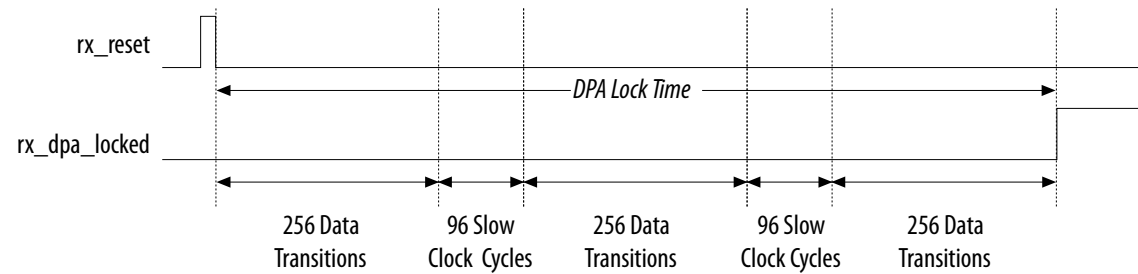 rx_reset
DPA Lock Time
rx_dpa_locked
256 Data
Transitions
96 Slow
Clock Cycles
256 Data
Transitions
96 Slow
Clock Cycles
256 Data
Transitions